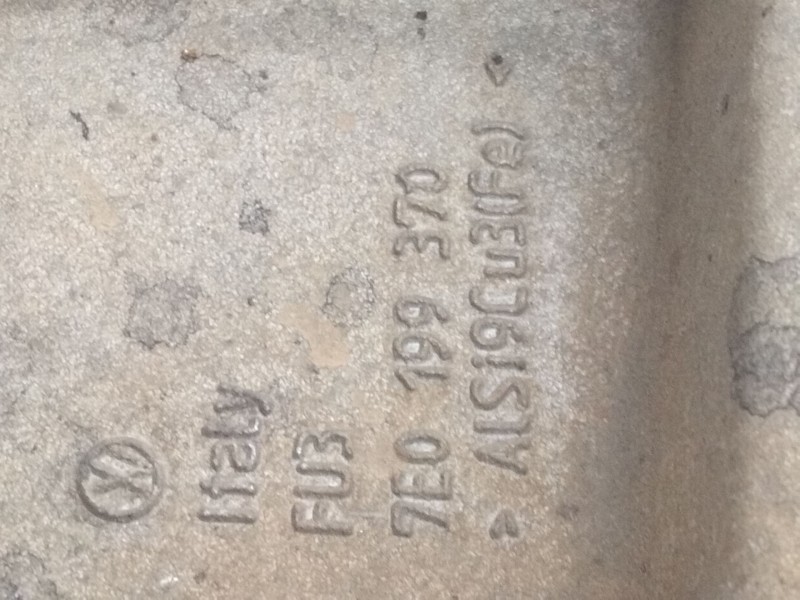 Italy
FU3
7E0 199 370
> AlSi9Cu3(Fe) <